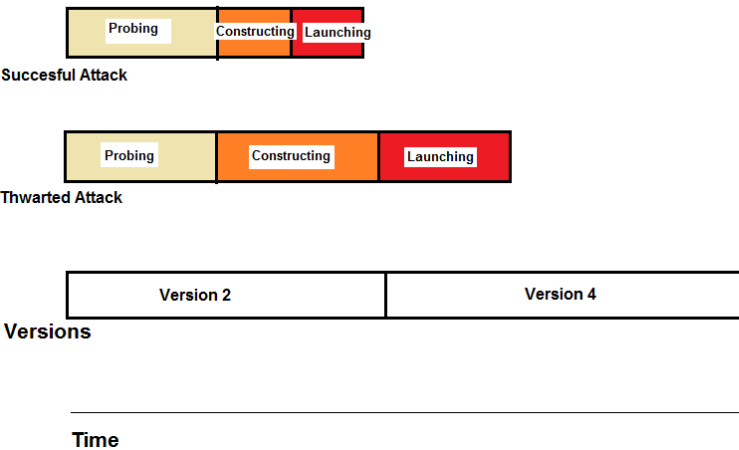 Probing Constructing Launching
Succesful Attack
Probing Constructing Launching
Thwarted Attack
Version 2 Version 4
Versions
Time